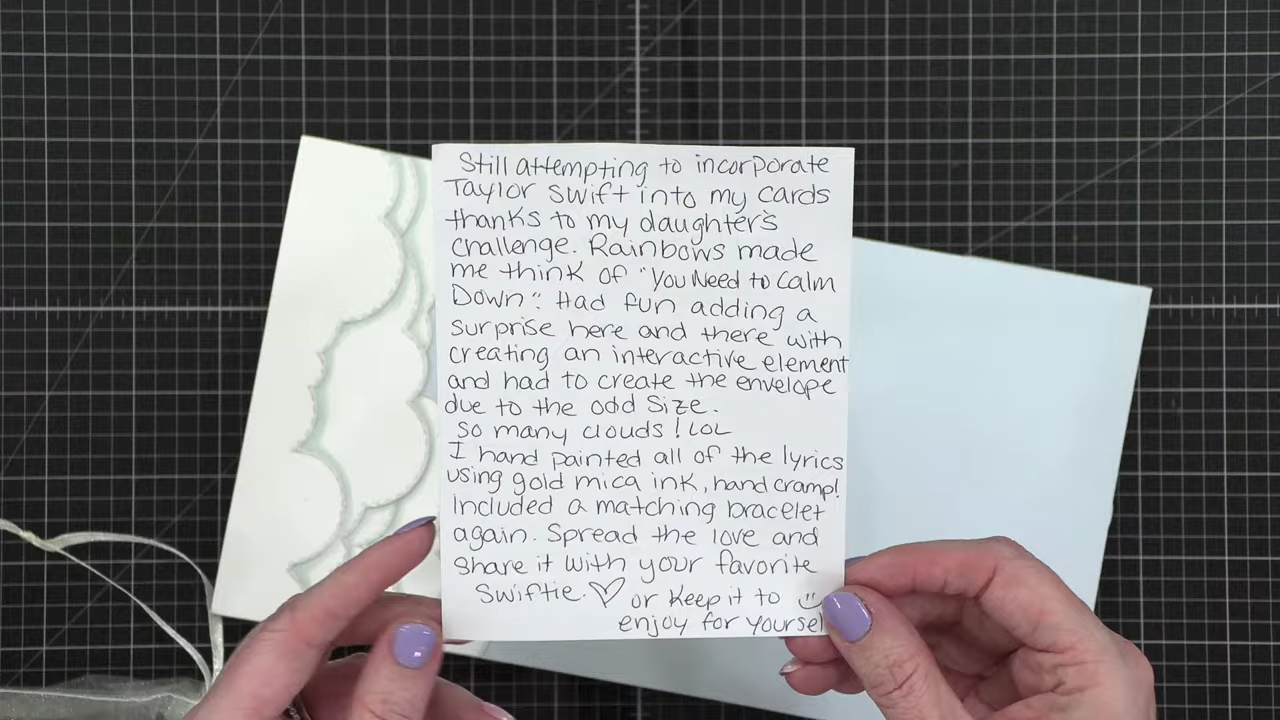 Still attempting to incorporate
Taylor Swift into my cards
thanks to my daughter's
challenge. Rainbows made
me think of "You Need to Calm
Down". Had fun adding a
surprise here and there with
creating an interactive element
and had to create the envelope
due to the odd size.
So many clouds! LOL
I hand painted all of the lyrics
using gold mica ink, hand cramp!
Included a matching bracelet
again. Spread the love and
share it with your favorite
Swiftie. ♡ or keep it to
enjoy for yoursel